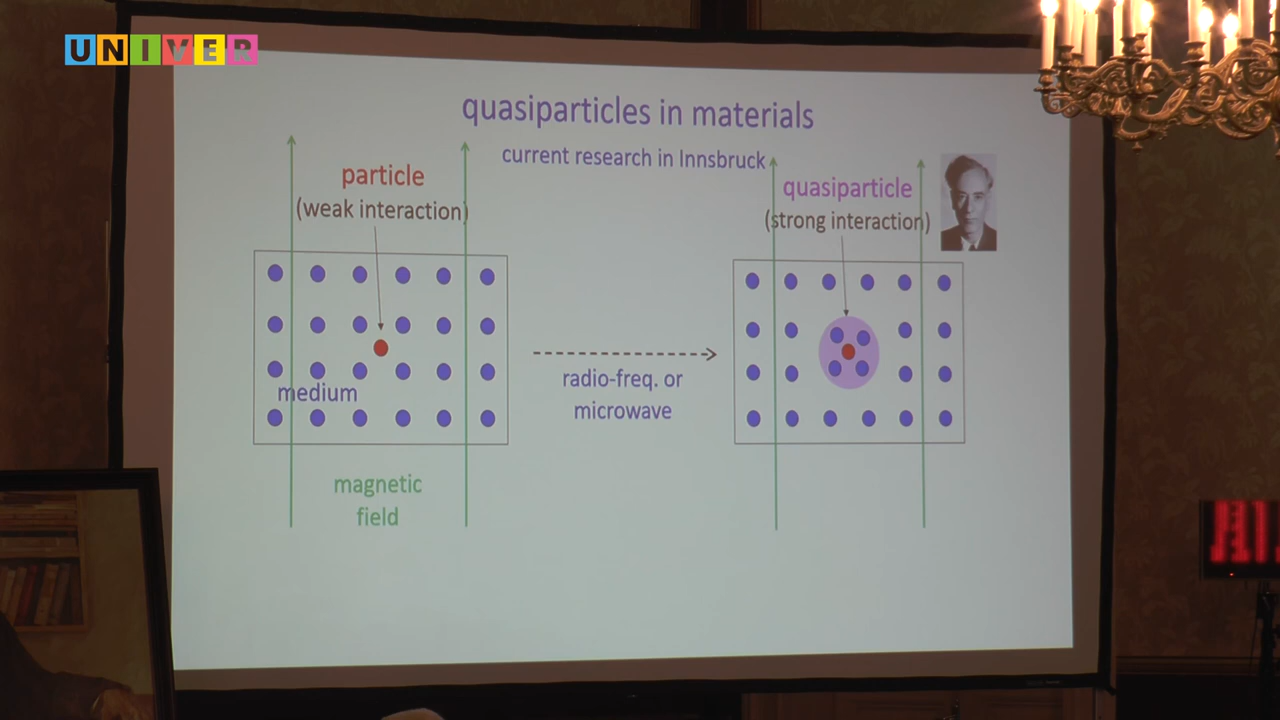 UNIVER
quasiparticles in materials
current research in Innsbruck
particle
(weak interaction)
quasiparticle
(strong interaction)
medium
radio-freq. or
microwave
magnetic
field